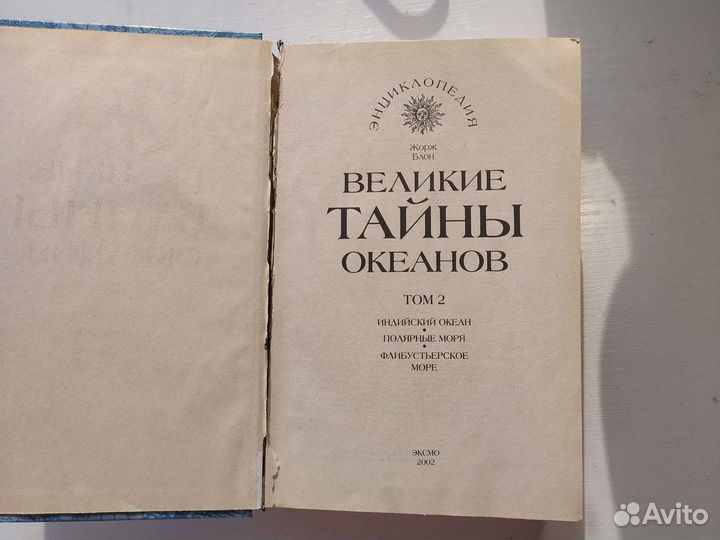 ЭНЦИКЛОПЕДИЯ
Жорж
Блон
ВЕЛИКИЕ
ТАЙНЫ
ОКЕАНОВ
ТОМ 2
ИНДИЙСКИЙ ОКЕАН
•
ПОЛЯРНЫЕ МОРЯ
•
ФЛИБУСТЬЕРСКОЕ
МОРЕ
ЭКСМО
2002
Avito